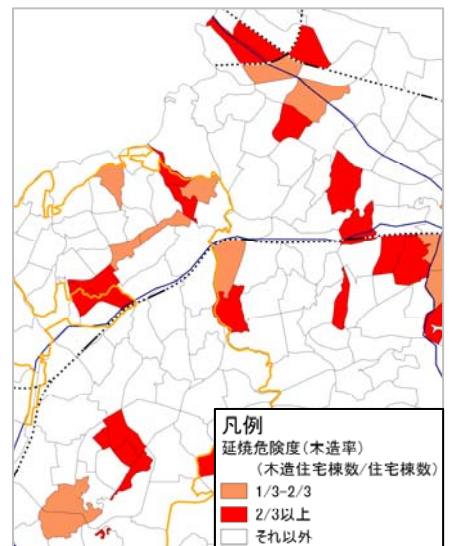 凡例
延焼危険度(木造率)
(木造住宅棟数/住宅棟数)
1/3-2/3
2/3以上
それ以外